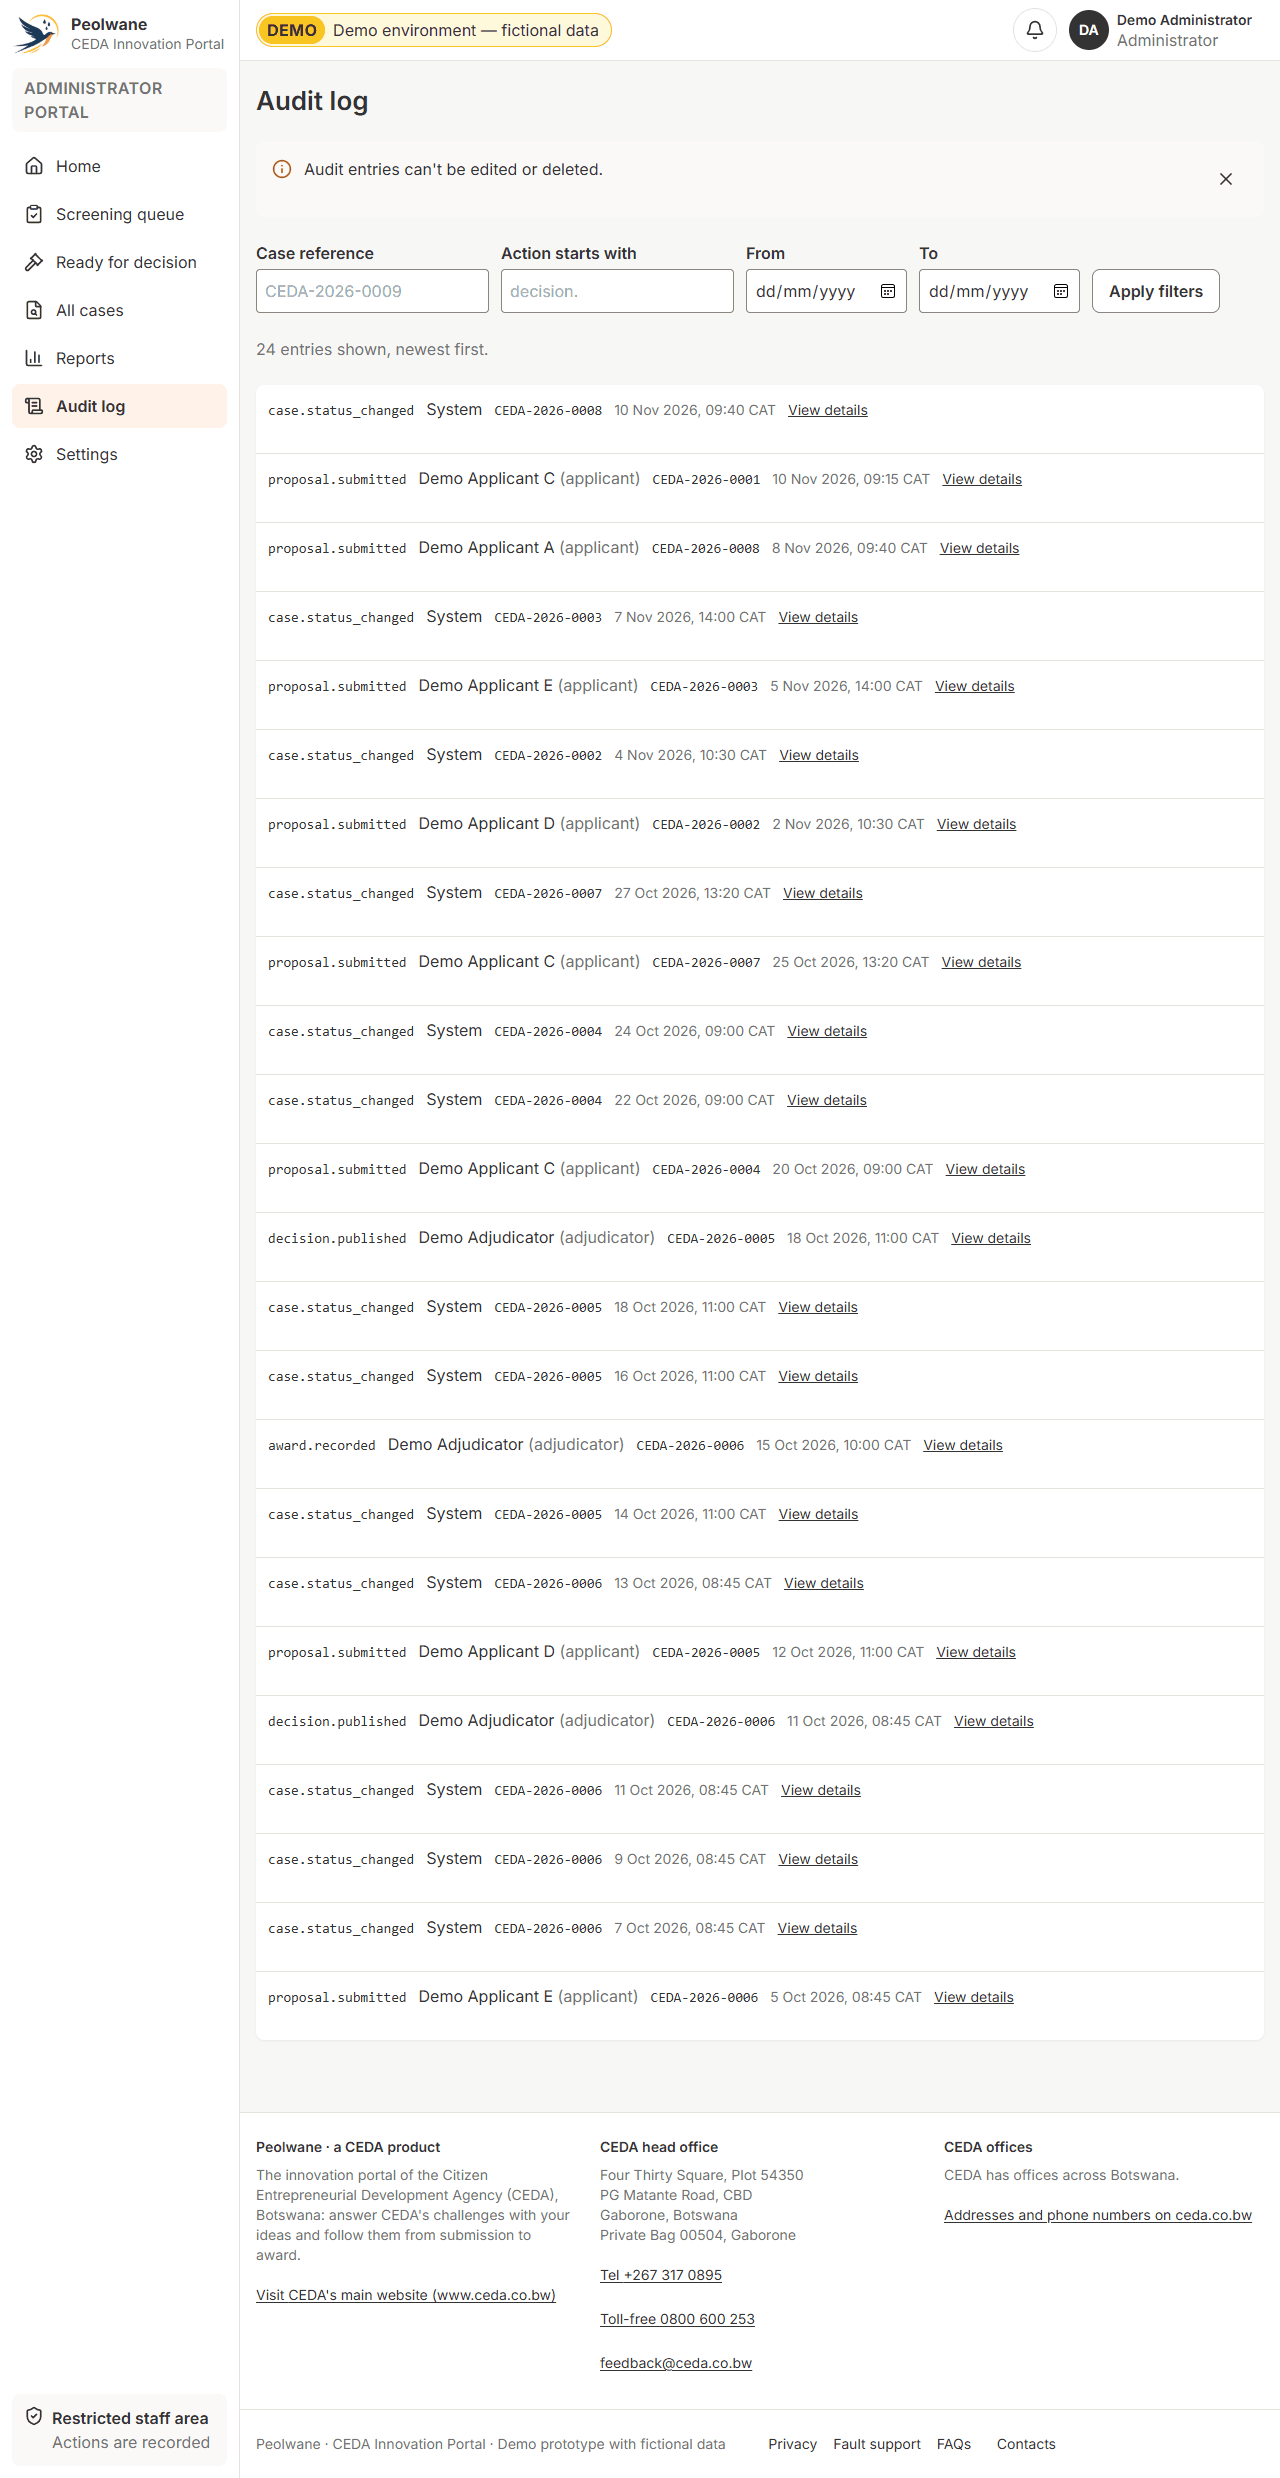 Peolwane
CEDA Innovation Portal
ADMINISTRATOR
PORTAL
Home
Screening queue
Ready for decision
All cases
Reports
Audit log
Settings
Restricted staff area
Actions are recorded
DEMO Demo environment — fictional data
DA
Demo Administrator
Administrator
Audit log
Audit entries can't be edited or deleted.
Case reference Action starts with From To
CEDA-2026-0009 decision. dd/mm/yyyy dd/mm/yyyy Apply filters
24 entries shown, newest first.
case.status_changed System CEDA-2026-0008 10 Nov 2026, 09:40 CAT View details
proposal.submitted Demo Applicant C (applicant) CEDA-2026-0001 10 Nov 2026, 09:15 CAT View details
proposal.submitted Demo Applicant A (applicant) CEDA-2026-0008 8 Nov 2026, 09:40 CAT View details
case.status_changed System CEDA-2026-0003 7 Nov 2026, 14:00 CAT View details
proposal.submitted Demo Applicant E (applicant) CEDA-2026-0003 5 Nov 2026, 14:00 CAT View details
case.status_changed System CEDA-2026-0002 4 Nov 2026, 10:30 CAT View details
proposal.submitted Demo Applicant D (applicant) CEDA-2026-0002 2 Nov 2026, 10:30 CAT View details
case.status_changed System CEDA-2026-0007 27 Oct 2026, 13:20 CAT View details
proposal.submitted Demo Applicant C (applicant) CEDA-2026-0007 25 Oct 2026, 13:20 CAT View details
case.status_changed System CEDA-2026-0004 24 Oct 2026, 09:00 CAT View details
case.status_changed System CEDA-2026-0004 22 Oct 2026, 09:00 CAT View details
proposal.submitted Demo Applicant C (applicant) CEDA-2026-0004 20 Oct 2026, 09:00 CAT View details
decision.published Demo Adjudicator (adjudicator) CEDA-2026-0005 18 Oct 2026, 11:00 CAT View details
case.status_changed System CEDA-2026-0005 18 Oct 2026, 11:00 CAT View details
case.status_changed System CEDA-2026-0005 16 Oct 2026, 11:00 CAT View details
award.recorded Demo Adjudicator (adjudicator) CEDA-2026-0006 15 Oct 2026, 10:00 CAT View details
case.status_changed System CEDA-2026-0005 14 Oct 2026, 11:00 CAT View details
case.status_changed System CEDA-2026-0006 13 Oct 2026, 08:45 CAT View details
proposal.submitted Demo Applicant D (applicant) CEDA-2026-0005 12 Oct 2026, 11:00 CAT View details
decision.published Demo Adjudicator (adjudicator) CEDA-2026-0006 11 Oct 2026, 08:45 CAT View details
case.status_changed System CEDA-2026-0006 11 Oct 2026, 08:45 CAT View details
case.status_changed System CEDA-2026-0006 9 Oct 2026, 08:45 CAT View details
case.status_changed System CEDA-2026-0006 7 Oct 2026, 08:45 CAT View details
proposal.submitted Demo Applicant E (applicant) CEDA-2026-0006 5 Oct 2026, 08:45 CAT View details
Peolwane · a CEDA product
The innovation portal of the Citizen
Entrepreneurial Development Agency (CEDA),
Botswana: answer CEDA's challenges with your
ideas and follow them from submission to
award.
Visit CEDA's main website (www.ceda.co.bw)
CEDA head office
Four Thirty Square, Plot 54350
PG Matante Road, CBD
Gaborone, Botswana
Private Bag 00504, Gaborone
Tel +267 317 0895
Toll-free 0800 600 253
feedback@ceda.co.bw
CEDA offices
CEDA has offices across Botswana.
Addresses and phone numbers on ceda.co.bw
Peolwane · CEDA Innovation Portal · Demo prototype with fictional data Privacy Fault support FAQs Contacts